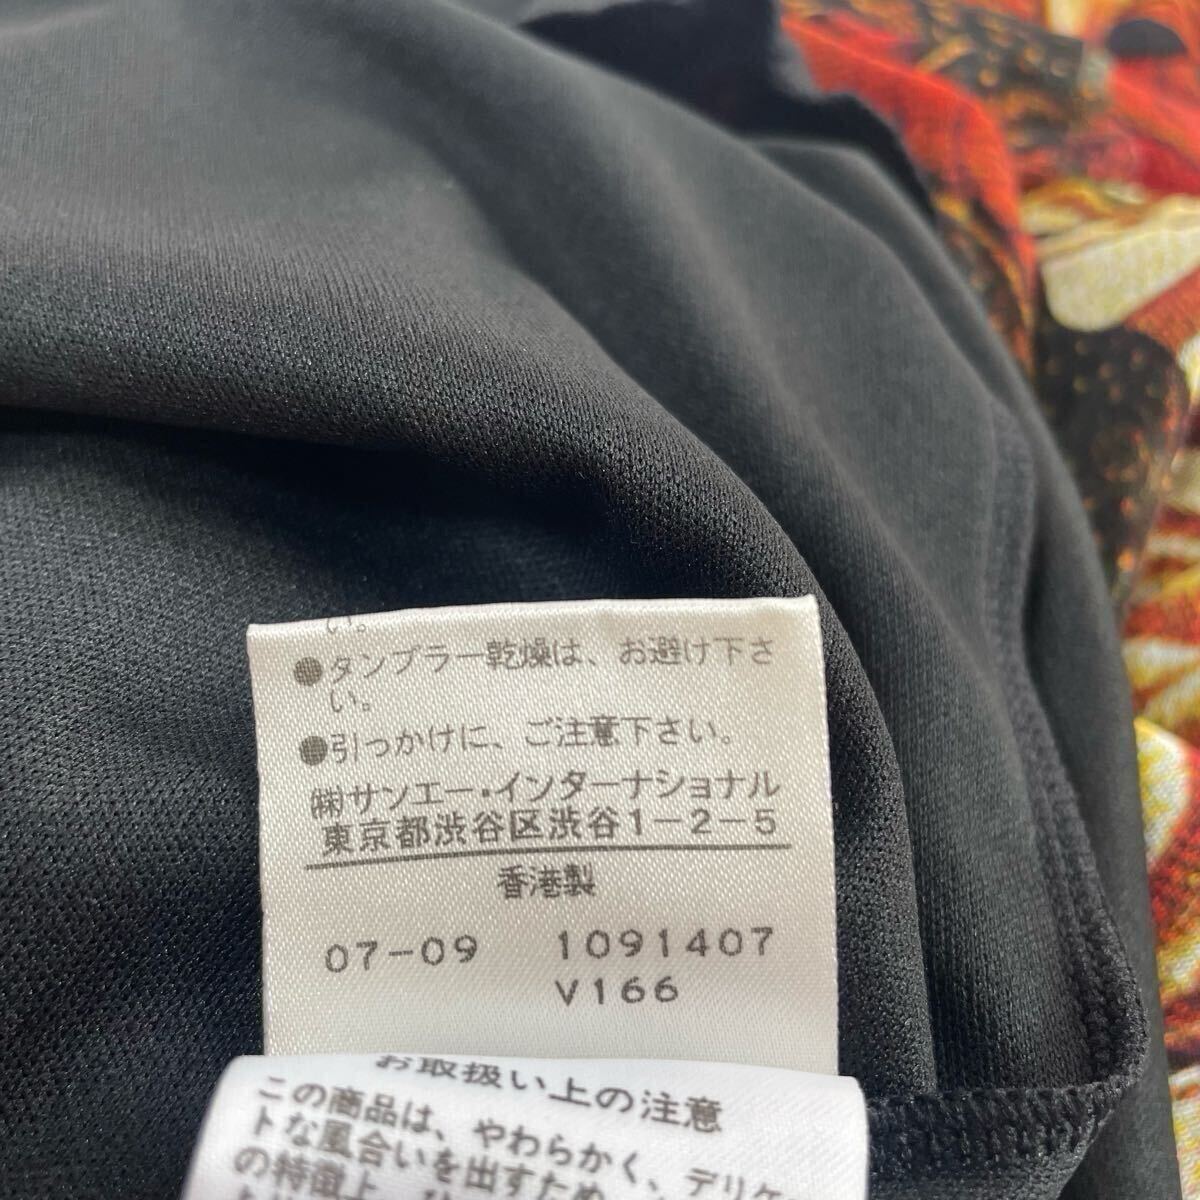 い。
●タンブラー乾燥は、お避け下さ
い。
●引っかけに、ご注意下さい。
㈱サンエー・インターナショナル
東京都渋谷区渋谷1-2-5
香港製
07-09 1091407
V166
お取扱い上の注意
この商品は、やわらかく、デリケー
トな風合いを出すため
の特徴上